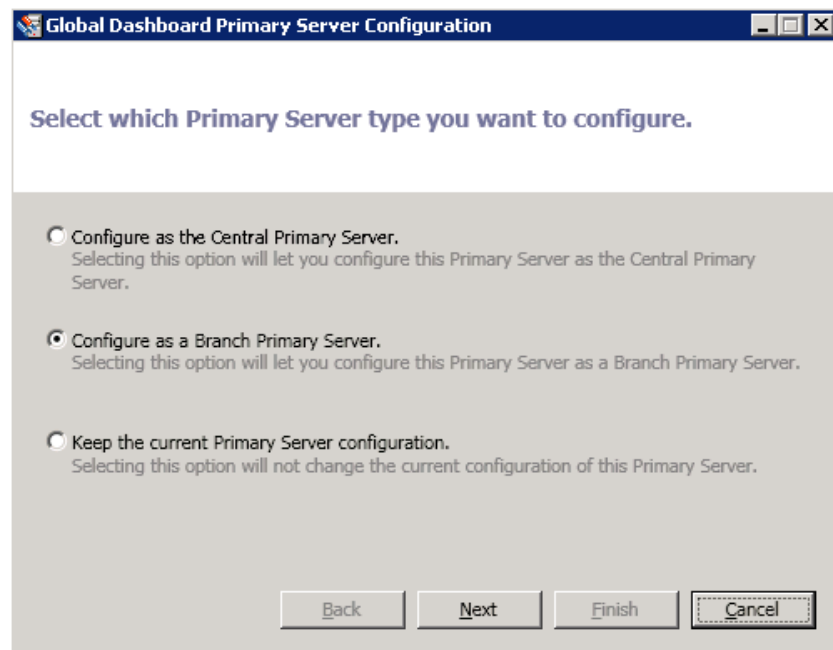 Global Dashboard Primary Server Configuration
Select which Primary Server type you want to configure.
Configure as the Central Primary Server.
Selecting this option will let you configure this Primary Server as the Central Primary
Server.
Configure as a Branch Primary Server.
Selecting this option will let you configure this Primary Server as a Branch Primary Server.
Keep the current Primary Server configuration.
Selecting this option will not change the current configuration of this Primary Server.
Back Next Finish Cancel